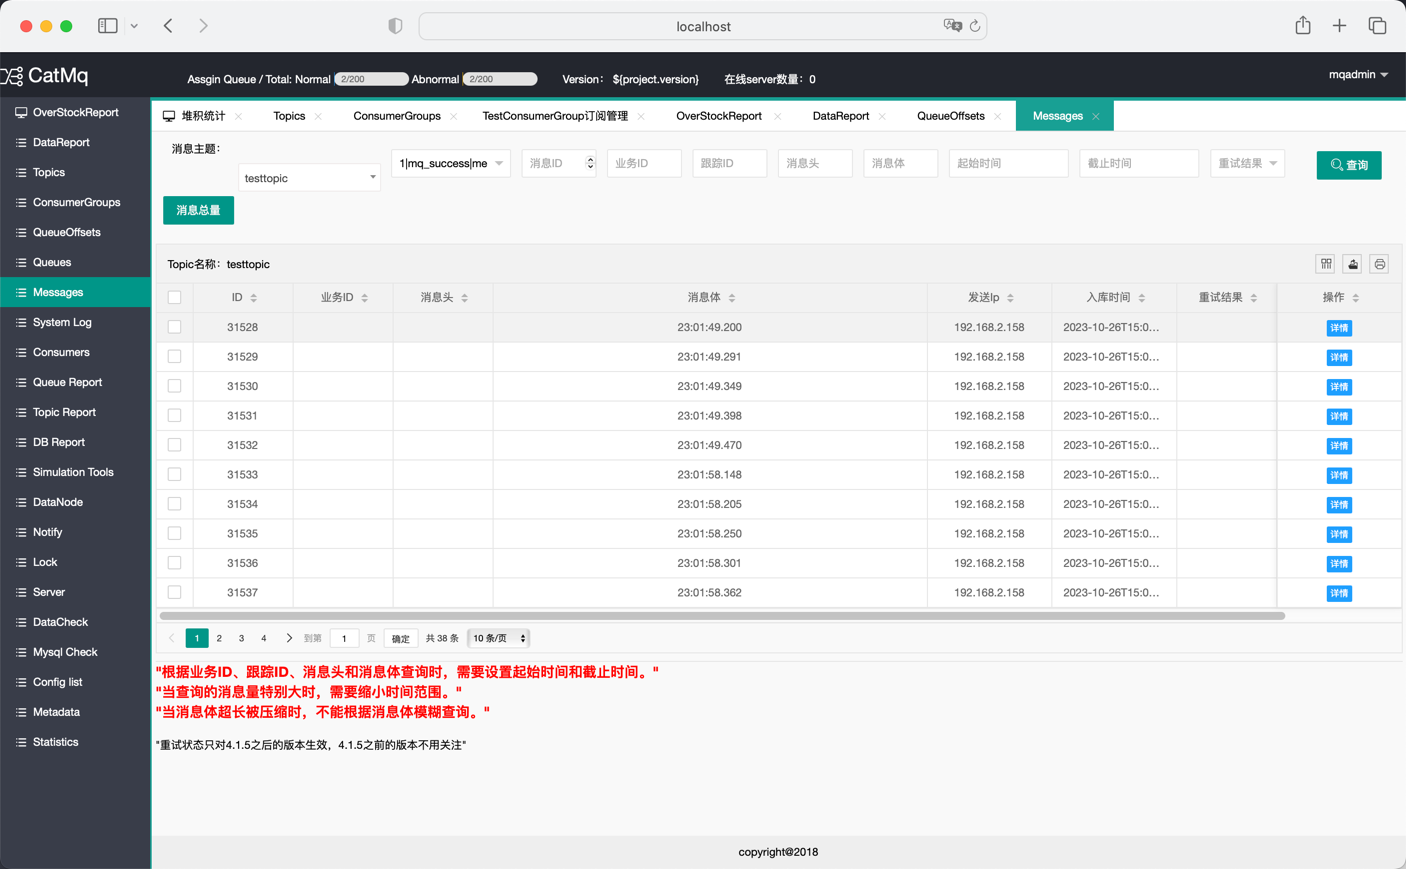 localhost
CatMq
Assgin Queue / Total: Normal 2/200 Abnormal 2/200 Version： ${project.version} 在线server数量：0
mqadmin
OverStockReport
DataReport
Topics
ConsumerGroups
QueueOffsets
Queues
Messages
System Log
Consumers
Queue Report
Topic Report
DB Report
Simulation Tools
DataNode
Notify
Lock
Server
DataCheck
Mysql Check
Config list
Metadata
Statistics
堆积统计 Topics ConsumerGroups TestConsumerGroup订阅管理 OverStockReport DataReport QueueOffsets Messages
消息主题：
testtopic 1|mq_success|me 消息ID 业务ID 跟踪ID 消息头 消息体 起始时间 截止时间 重试结果 查询
消息总量
Topic名称：testtopic
ID 业务ID 消息头 消息体 发送Ip 入库时间 重试结果 操作
31528 23:01:49.200 192.168.2.158 2023-10-26T15:0... 详情
31529 23:01:49.291 192.168.2.158 2023-10-26T15:0... 详情
31530 23:01:49.349 192.168.2.158 2023-10-26T15:0... 详情
31531 23:01:49.398 192.168.2.158 2023-10-26T15:0... 详情
31532 23:01:49.470 192.168.2.158 2023-10-26T15:0... 详情
31533 23:01:58.148 192.168.2.158 2023-10-26T15:0... 详情
31534 23:01:58.205 192.168.2.158 2023-10-26T15:0... 详情
31535 23:01:58.250 192.168.2.158 2023-10-26T15:0... 详情
31536 23:01:58.301 192.168.2.158 2023-10-26T15:0... 详情
31537 23:01:58.362 192.168.2.158 2023-10-26T15:0... 详情
1 2 3 4 到第 1 页 确定 共 38 条 10 条/页
"根据业务ID、跟踪ID、消息头和消息体查询时，需要设置起始时间和截止时间。"
"当查询的消息量特别大时，需要缩小时间范围。"
"当消息体超长被压缩时，不能根据消息体模糊查询。"
"重试状态只对4.1.5之后的版本生效，4.1.5之前的版本不用关注"
copyright@2018